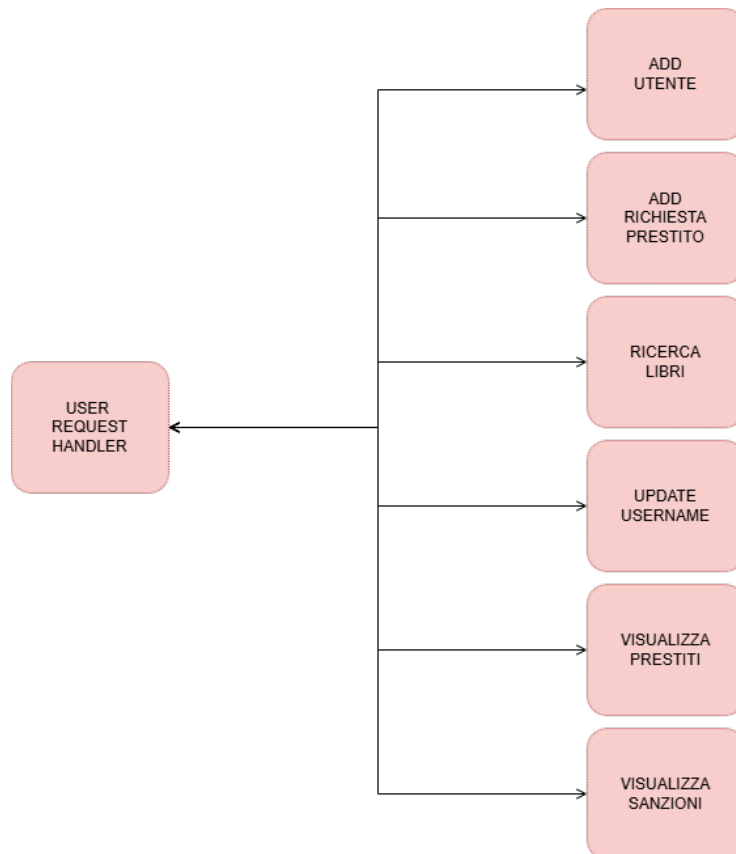 ADD
UTENTE
ADD
RICHIESTA
PRESTITO
RICERCA
LIBRI
USER
REQUEST
HANDLER
UPDATE
USERNAME
VISUALIZZA
PRESTITI
VISUALIZZA
SANZIONI